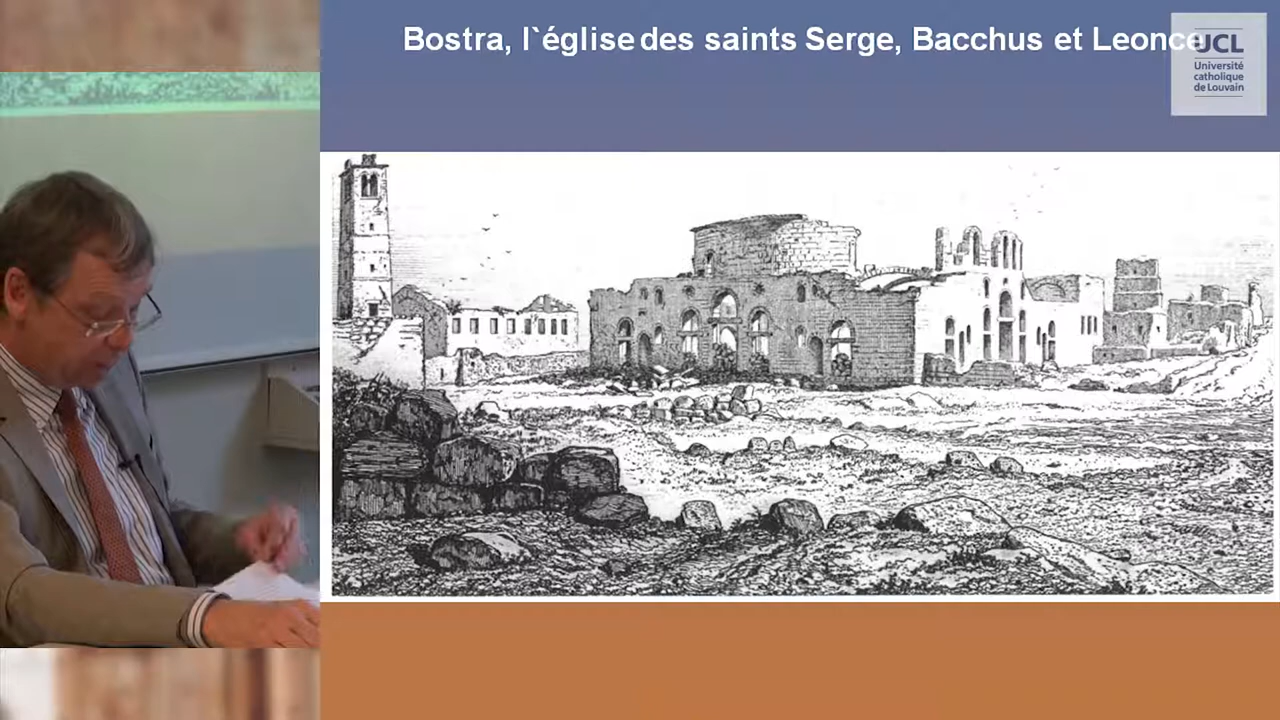 Bostra, l`église des saints Serge, Bacchus et Leonce
UCL
Université
catholique
de Louvain